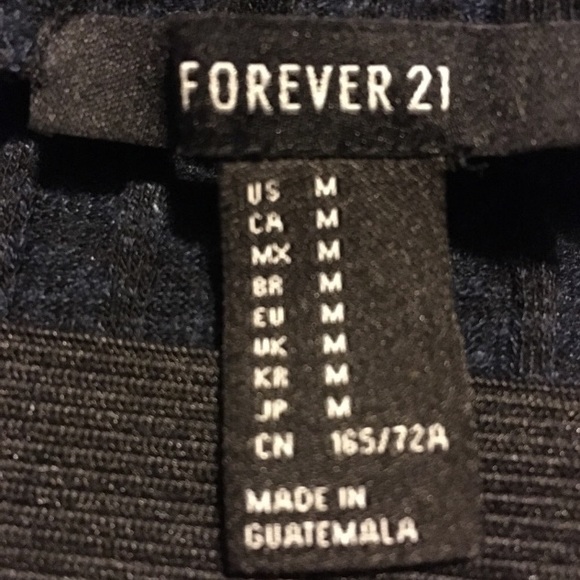 FOREVER 21
US M
CA M
MX M
BR M
EU M
UK M
KR M
JP M
CN 165/72A
MADE IN
GUATEMALA